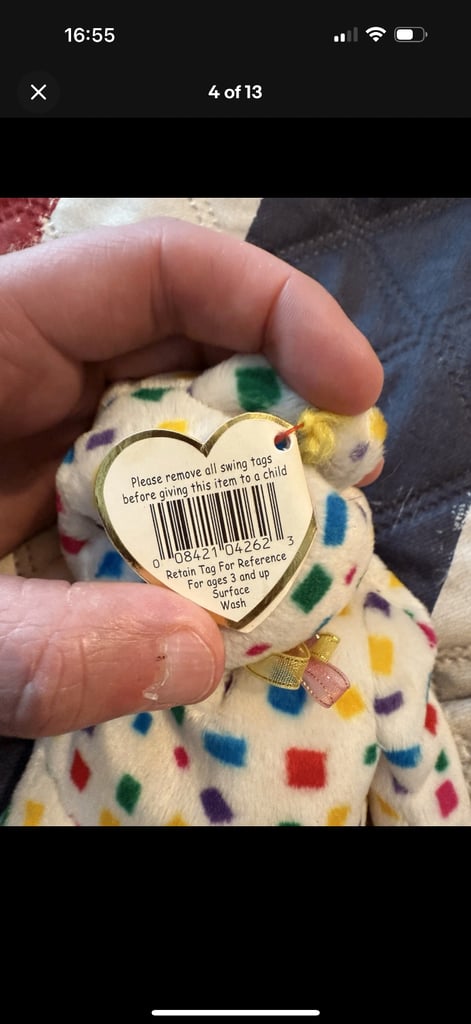 16:55
4 of 13
Please remove all swing tags
before giving this item to a child
0 08421 04262 3
Retain Tag For Reference
For ages 3 and up
Surface
Wash